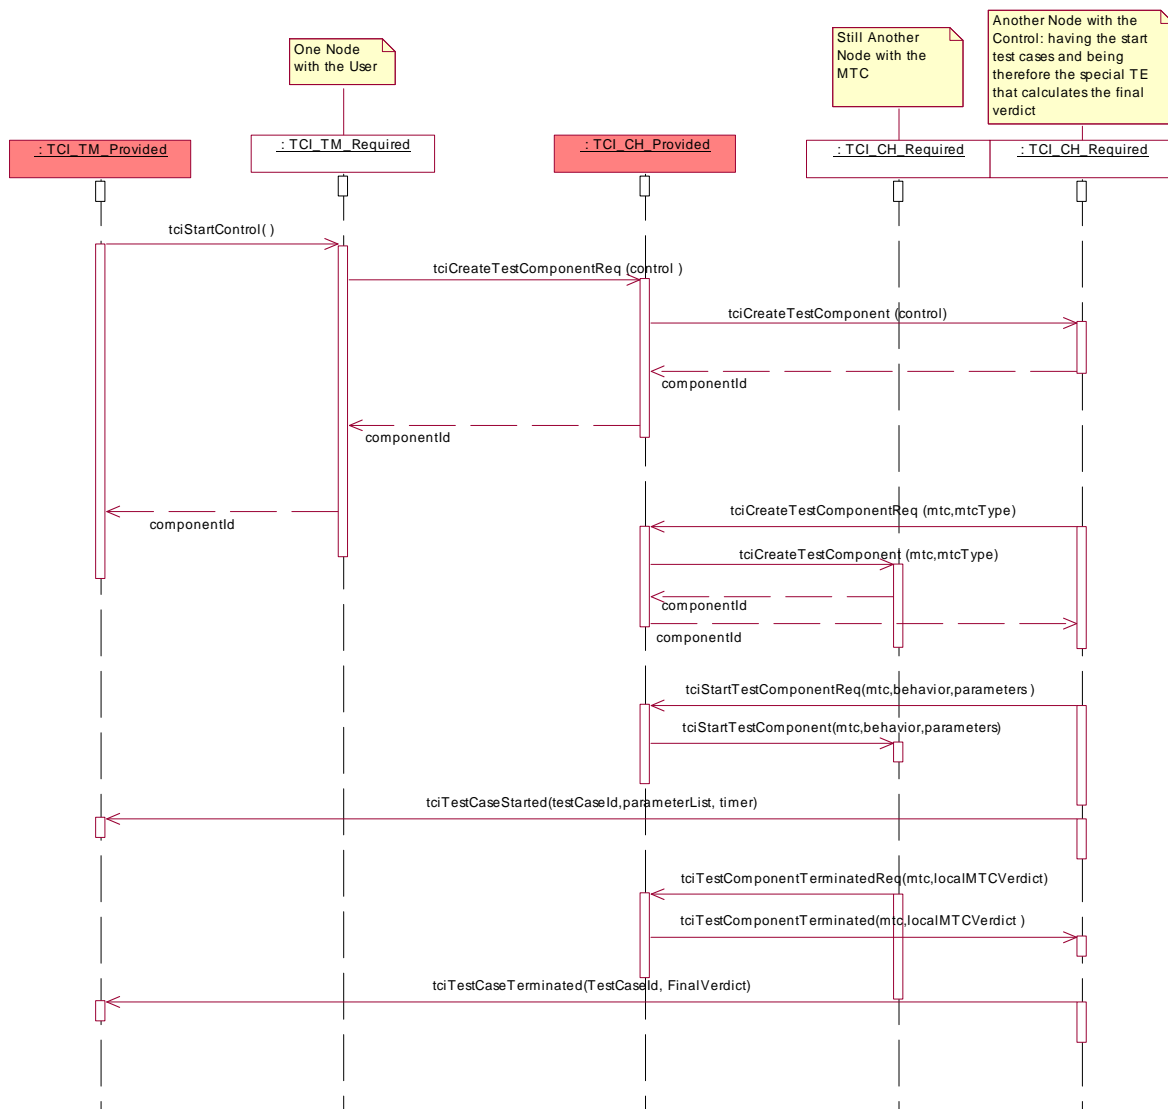 One Node
with the User
Still Another
Node with the
MTC
Another Node with the
Control: having the start
test cases and being
therefore the special TE
that calculates the final
verdict
: TCI_TM_Provided
: TCI_TM_Required
: TCI_CH_Provided
: TCI_CH_Required
: TCI_CH_Required
tciStartControl( )
tciCreateTestComponentReq (control )
tciCreateTestComponent (control)
componentId
componentId
componentId
tciCreateTestComponentReq (mtc,mtcType)
tciCreateTestComponent (mtc,mtcType)
componentId
componentId
tciStartTestComponentReq(mtc,behavior,parameters )
tciStartTestComponent(mtc,behavior,parameters)
tciTestCaseStarted(testCaseId,parameterList, timer)
tciTestComponentTerminatedReq(mtc,localMTCVerdict)
tciTestComponentTerminated(mtc,localMTCVerdict )
tciTestCaseTerminated(TestCaseId, FinalVerdict)